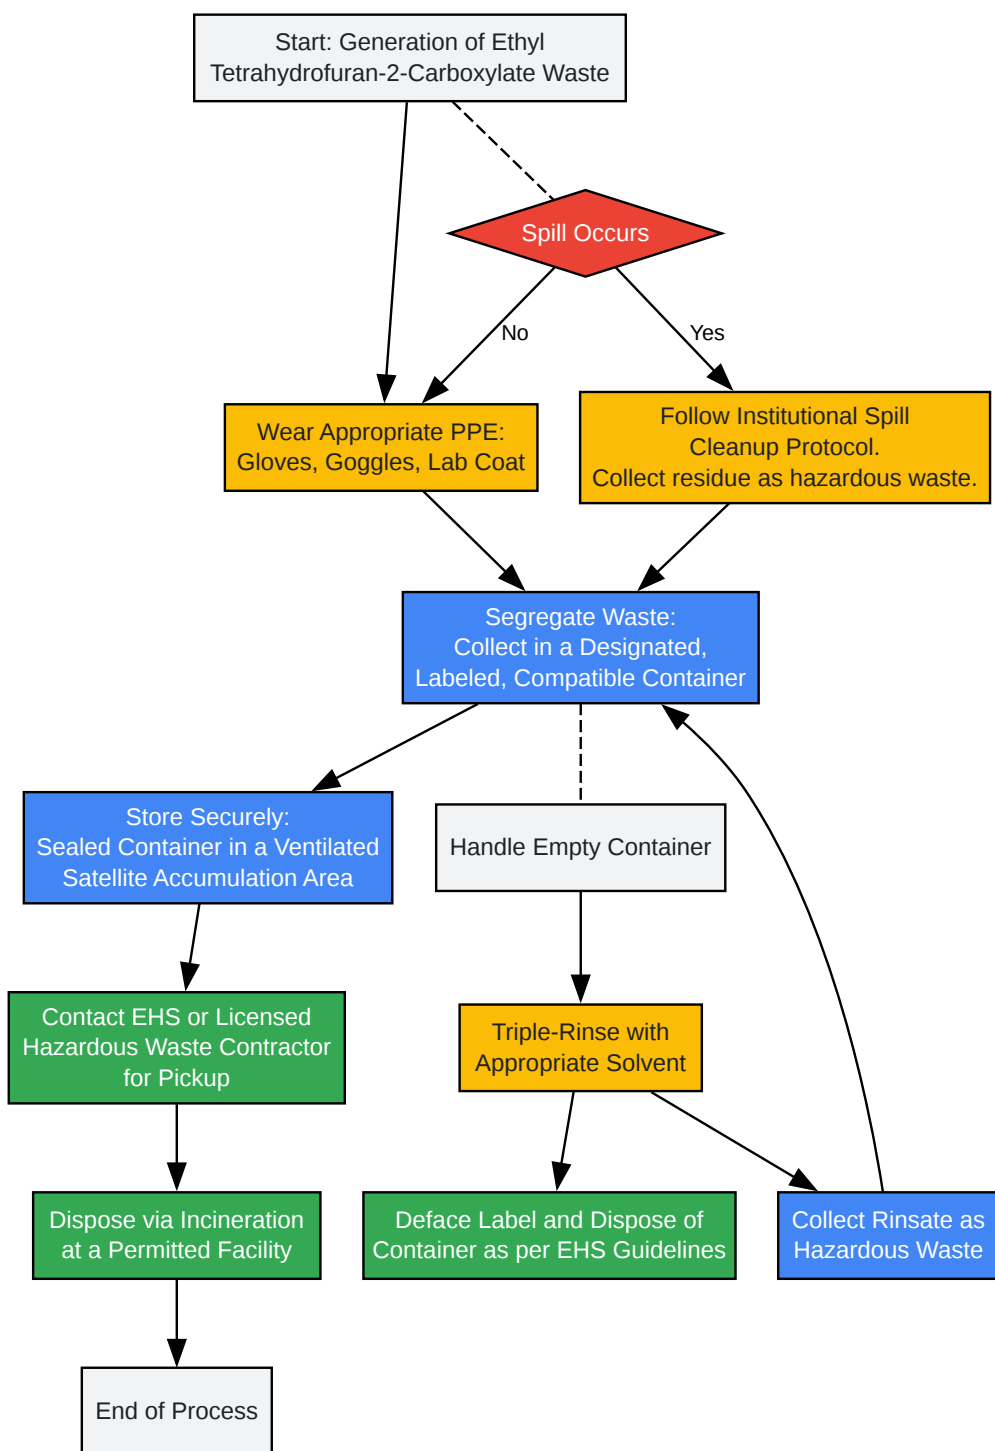 Start: Generation of Ethyl
Tetrahydrofuran-2-Carboxylate Waste
Spill Occurs
No
Yes
Wear Appropriate PPE:
Gloves, Goggles, Lab Coat
Follow Institutional Spill
Cleanup Protocol.
Collect residue as hazardous waste.
Segregate Waste:
Collect in a Designated,
Labeled, Compatible Container
Store Securely:
Sealed Container in a Ventilated
Satellite Accumulation Area
Handle Empty Container
Contact EHS or Licensed
Hazardous Waste Contractor
for Pickup
Triple-Rinse with
Appropriate Solvent
Dispose via Incineration
at a Permitted Facility
Deface Label and Dispose of
Container as per EHS Guidelines
Collect Rinsate as
Hazardous Waste
End of Process